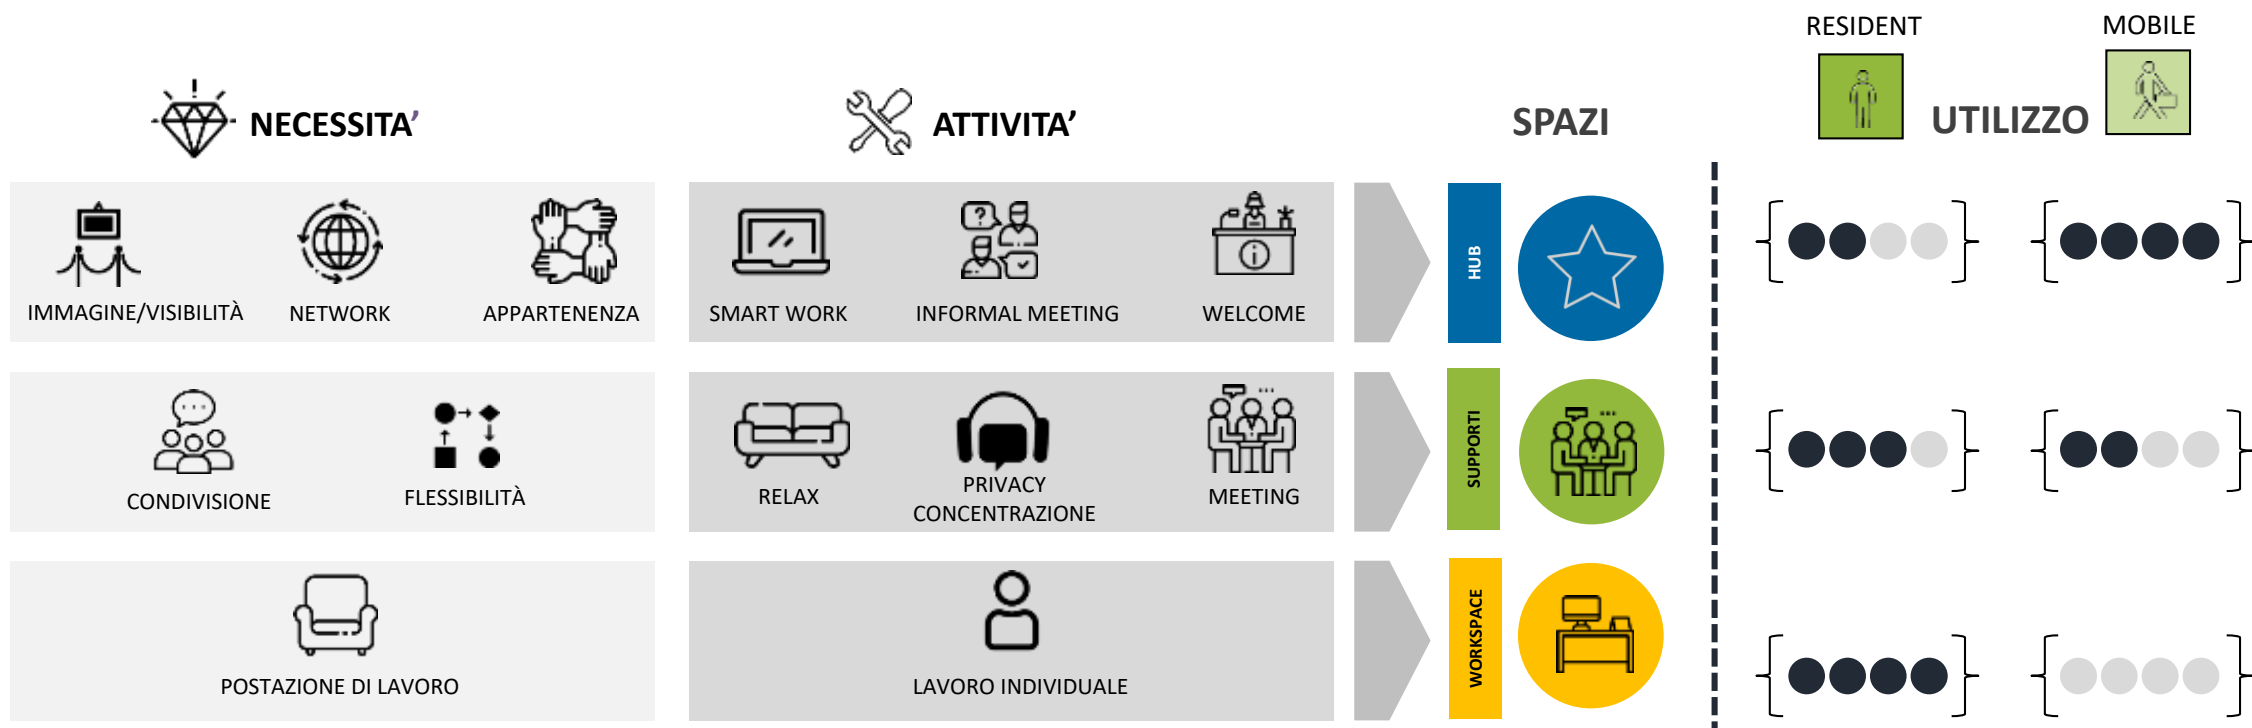 RESIDENT
MOBILE
NECESSITA'
ATTIVITA'
SPAZI
UTILIZZO
IMMAGINE/VISIBILITÀ
NETWORK
APPARTENENZA
SMART WORK
INFORMAL MEETING
WELCOME
HUB
CONDIVISIONE
FLESSIBILITÀ
RELAX
PRIVACY
CONCENTRAZIONE
MEETING
SUPPORTI
POSTAZIONE DI LAVORO
LAVORO INDIVIDUALE
WORKSPACE